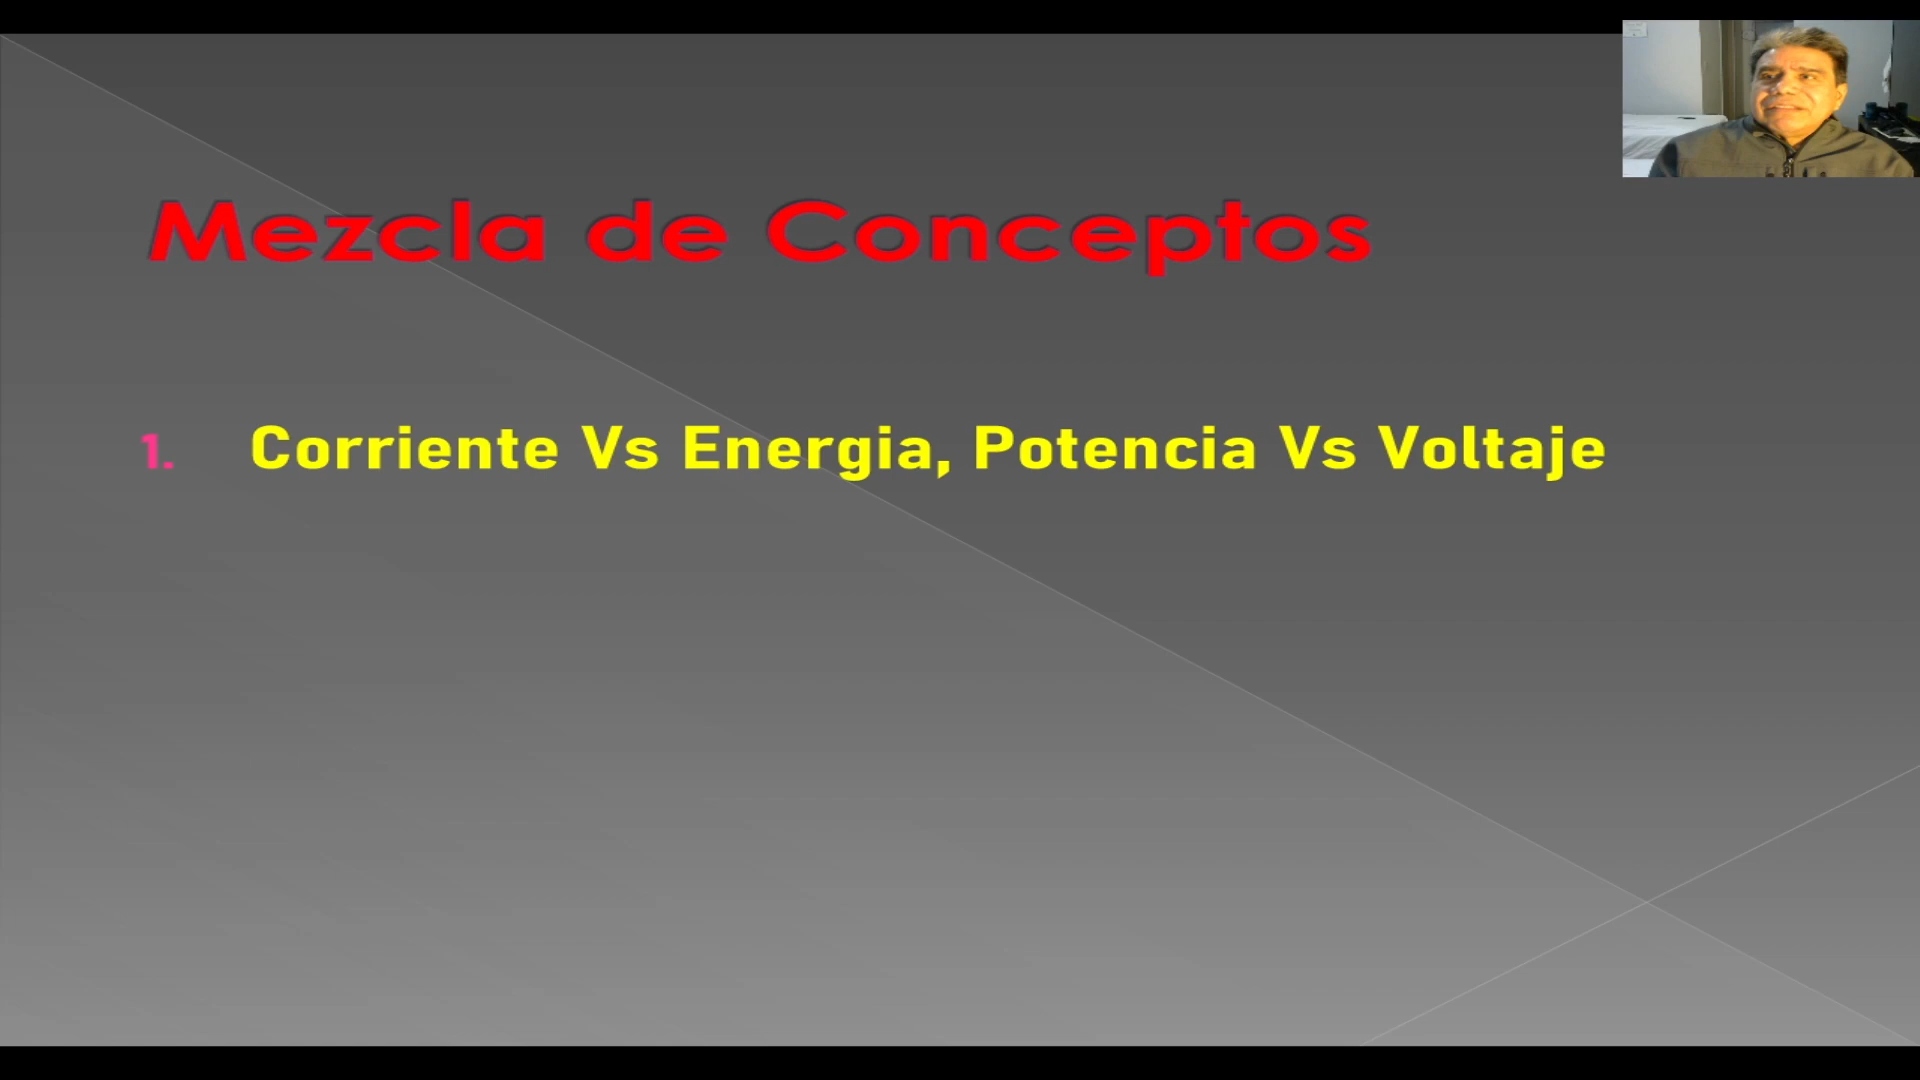 Mezcla de Conceptos
1. Corriente Vs Energia, Potencia Vs Voltaje